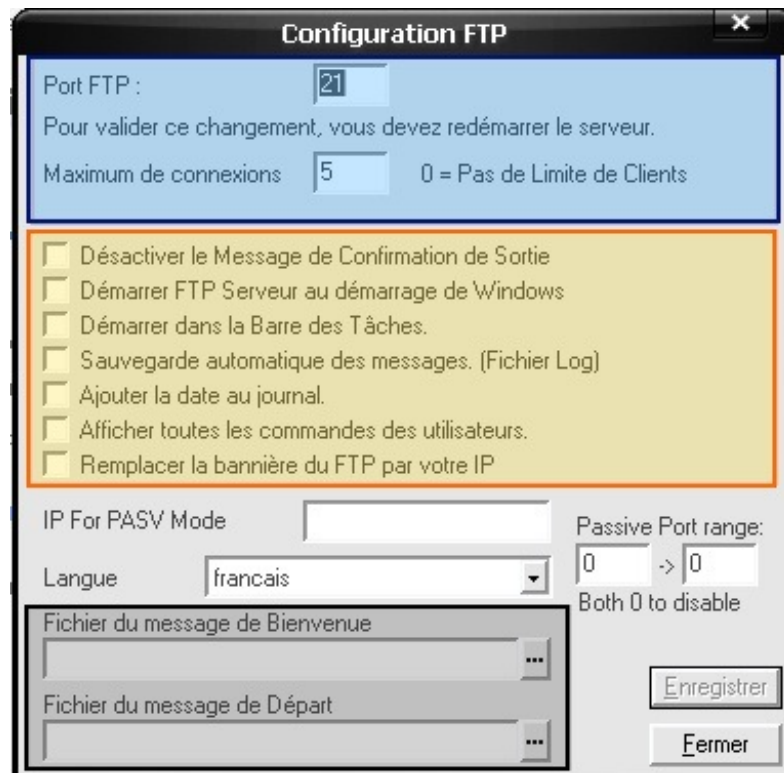 Configuration FTP
Port FTP : 21
Pour valider ce changement, vous devez redémarrer le serveur.
Maximum de connexions 5 0 = Pas de Limite de Clients
Désactiver le Message de Confirmation de Sortie
Démarrer FTP Serveur au démarrage de Windows
Démarrer dans la Barre des Tâches.
Sauvegarde automatique des messages. (Fichier Log)
Ajouter la date au journal.
Afficher toutes les commandes des utilisateurs.
Remplacer la bannière du FTP par votre IP
IP For PASV Mode
Passive Port range:
0 -> 0
Both 0 to disable
Langue francais
Fichier du message de Bienvenue
...
Fichier du message de Départ
...
Enregistrer
Fermer